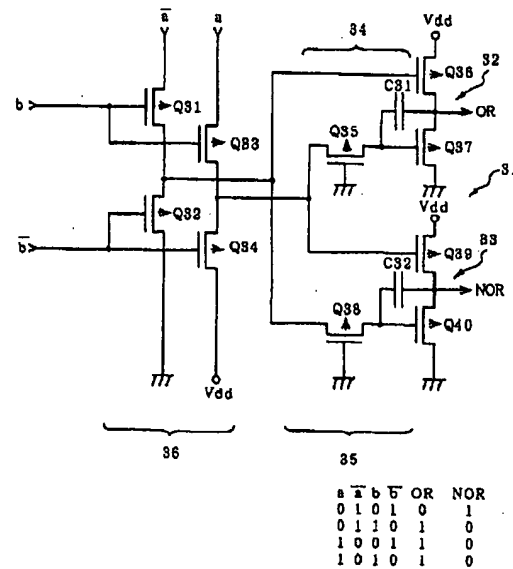 a̅ a
Vdd
34
Q36
32
C31
b
Q31
OR
Q33
Q35
Q37
Vdd
Q32
b̅
Q34
Q39
33
C32
NOR
Q38
Q40
Vdd
36
35
a a̅ b b̅ OR NOR
0 1 0 1 0 1
0 1 1 0 1 0
1 0 0 1 1 0
1 0 1 0 1 0